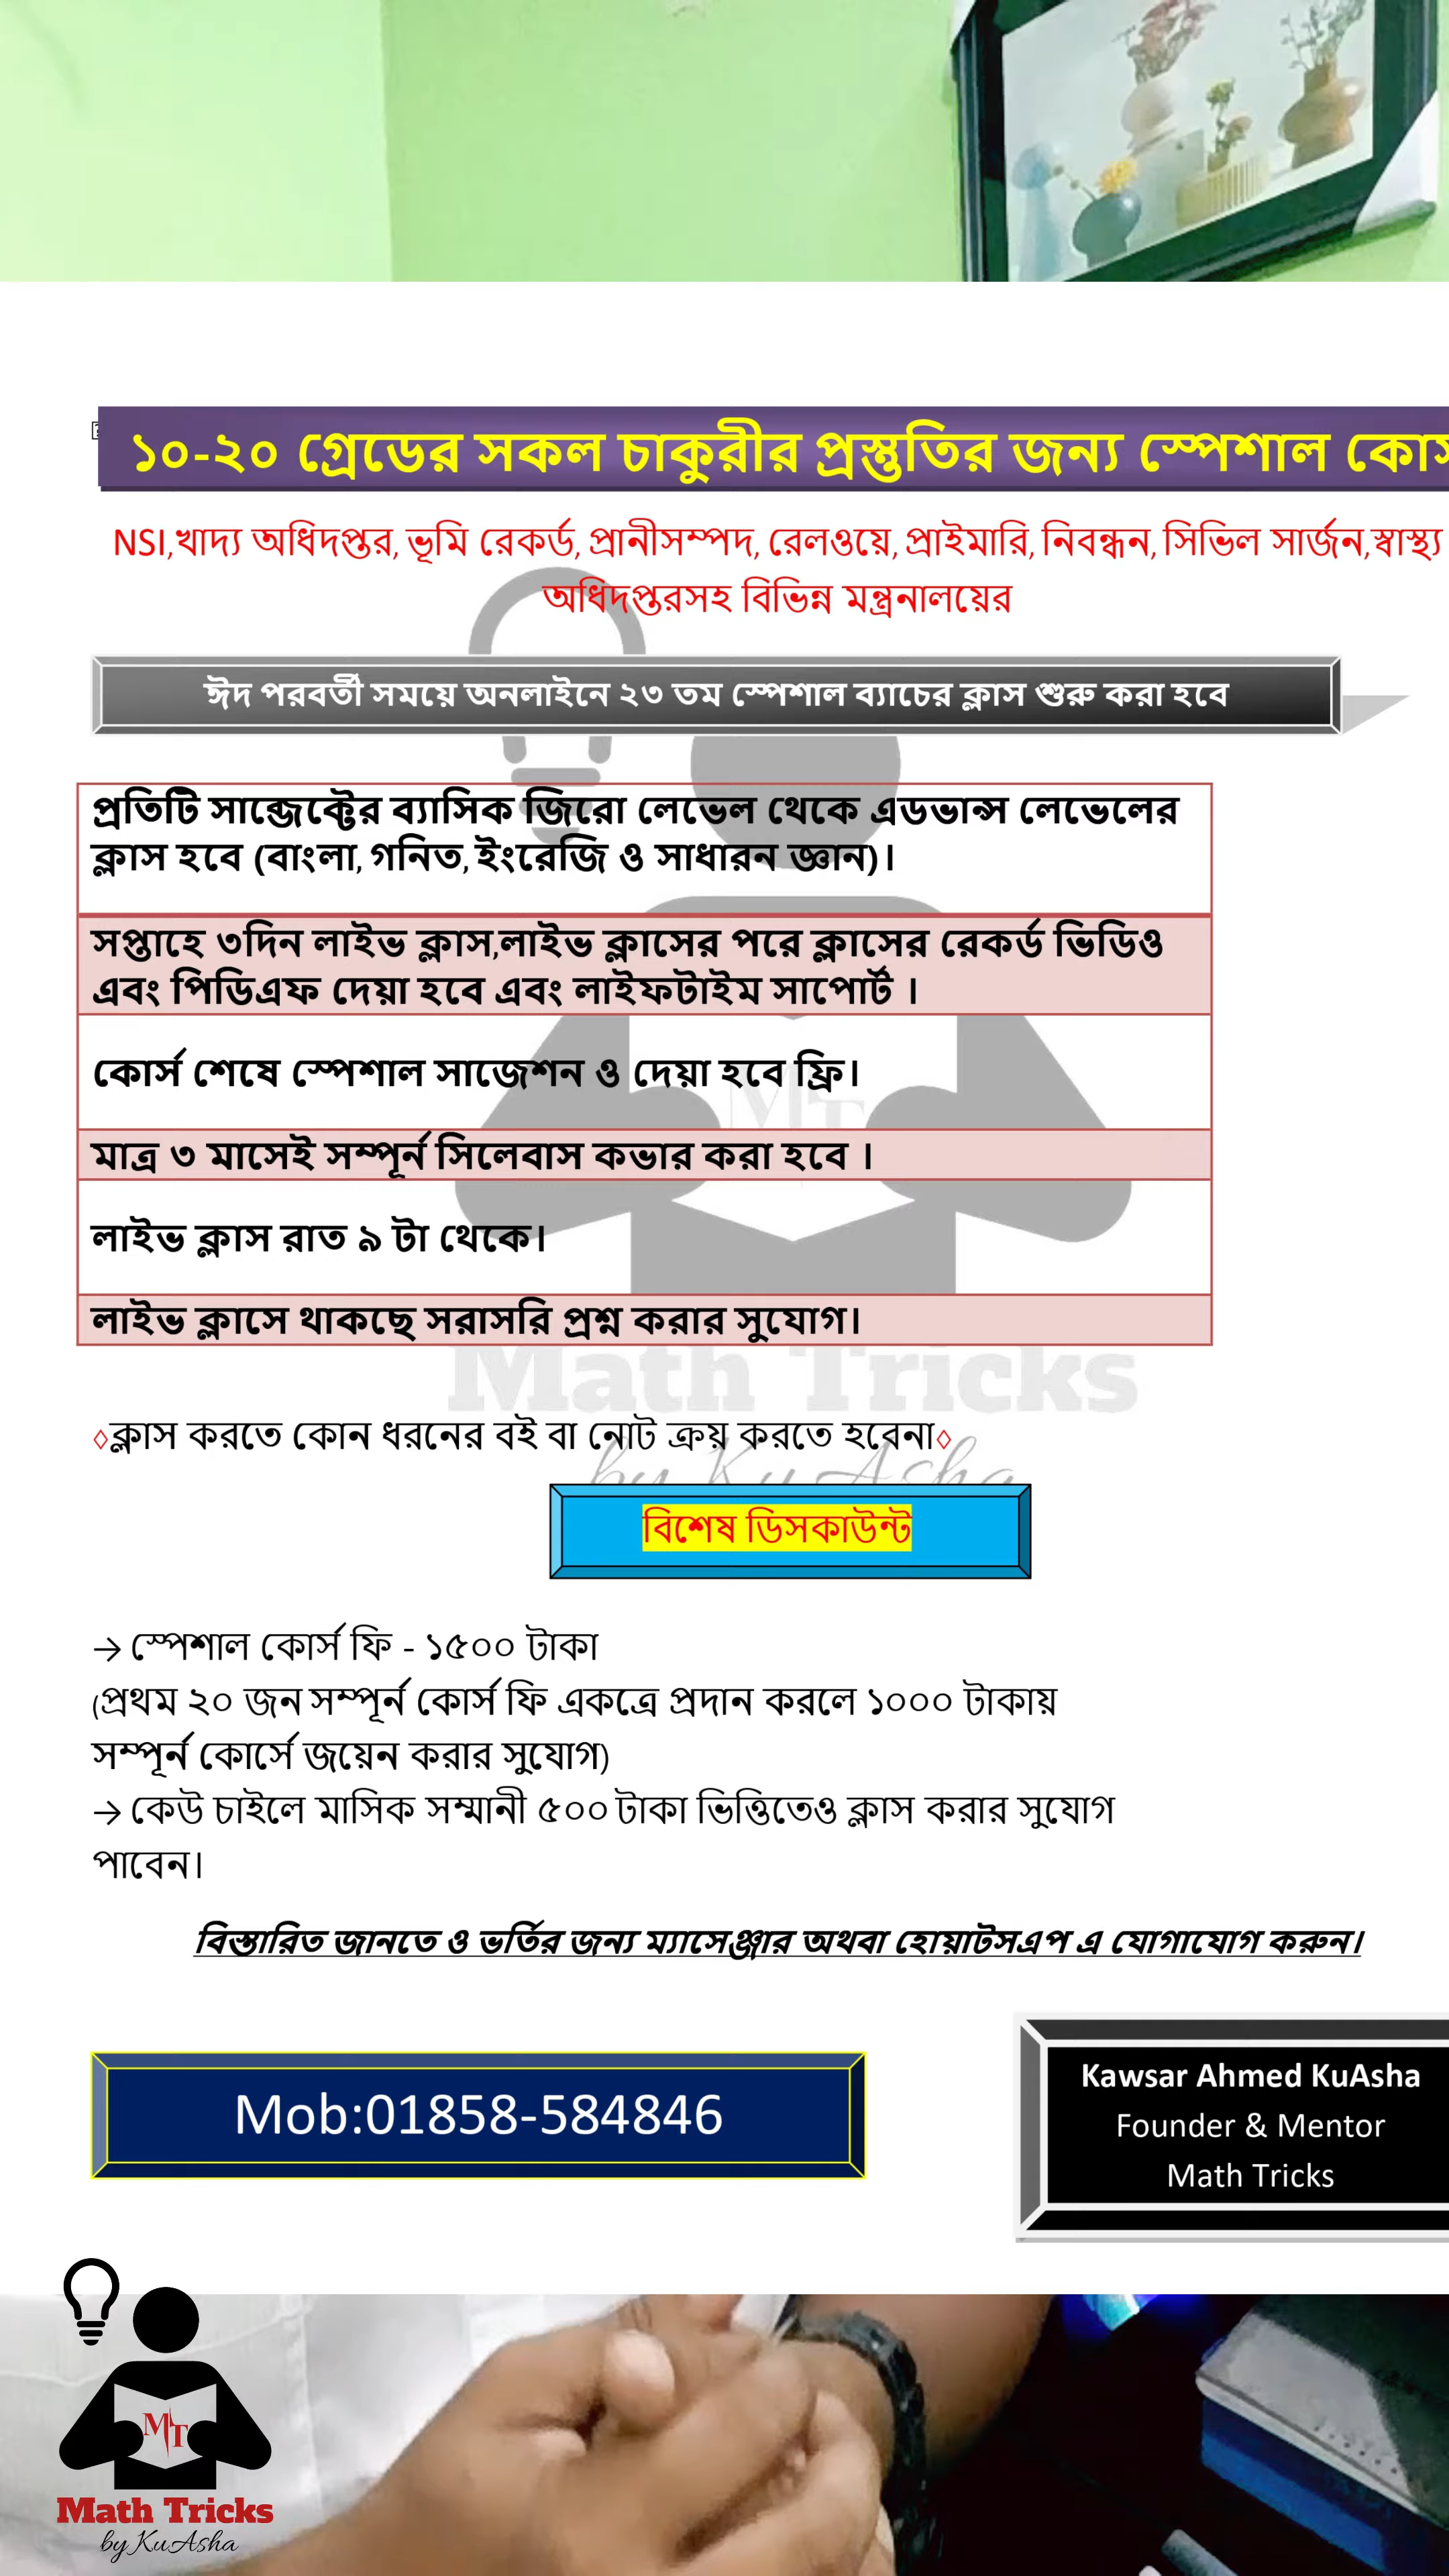 ১০-২০ গ্রেডের সকল চাকুরীর প্রস্তুতির জন্য স্পেশাল
NSI,খাদ্য অধিদপ্তর, ভূমি রেকর্ড, প্রানীসম্পদ, রেলওয়ে, প্রাইমারি, নিবন্ধন, সিভিল সার্জন,স্বাস্থ্য
অধিদপ্তরসহ বিভিন্ন মন্ত্রনালয়ের
ঈদ পরবর্তী সময়ে অনলাইনে ২৩ তম স্পেশাল ব্যাচের ক্লাস শুরু করা হবে
প্রতিটি সাব্জেক্টের ব্যাসিক জিরো লেভেল থেকে এডভান্স লেভেলের
ক্লাস হবে (বাংলা, গনিত, ইংরেজি ও সাধারন জ্ঞান)।
সপ্তাহে ৩দিন লাইভ ক্লাস,লাইভ ক্লাসের পরে ক্লাসের রেকর্ড ভিডিও
এবং পিডিএফ দেয়া হবে এবং লাইফটাইম সাপোর্ট ।
কোর্স শেষে স্পেশাল সাজেশন ও দেয়া হবে ফ্রি।
মাত্র ৩ মাসেই সম্পূর্ন সিলেবাস কভার করা হবে ।
লাইভ ক্লাস রাত ৯ টা থেকে।
লাইভ ক্লাসে থাকছে সরাসরি প্রশ্ন করার সুযোগ।
Math Tricks
◊ক্লাস করতে কোন ধরনের বই বা নোট ক্রয় করতে হবেনা◊
by KuAsha
বিশেষ ডিসকাউন্ট
→ স্পেশাল কোর্স ফি - ১৫০০ টাকা
(প্রথম ২০ জন সম্পূর্ন কোর্স ফি একত্রে প্রদান করলে ১০০০ টাকায়
সম্পূর্ন কোর্সে জয়েন করার সুযোগ)
→ কেউ চাইলে মাসিক সম্মানী ৫০০ টাকা ভিত্তিতেও ক্লাস করার সুযোগ
পাবেন।
বিস্তারিত জানতে ও ভর্তির জন্য ম্যাসেঞ্জার অথবা হোয়াটসএপ এ যোগাযোগ করুন।
Mob:01858-584846
Kawsar Ahmed KuAsha
Founder & Mentor
Math Tricks
MT
Math Tricks
by KuAsha